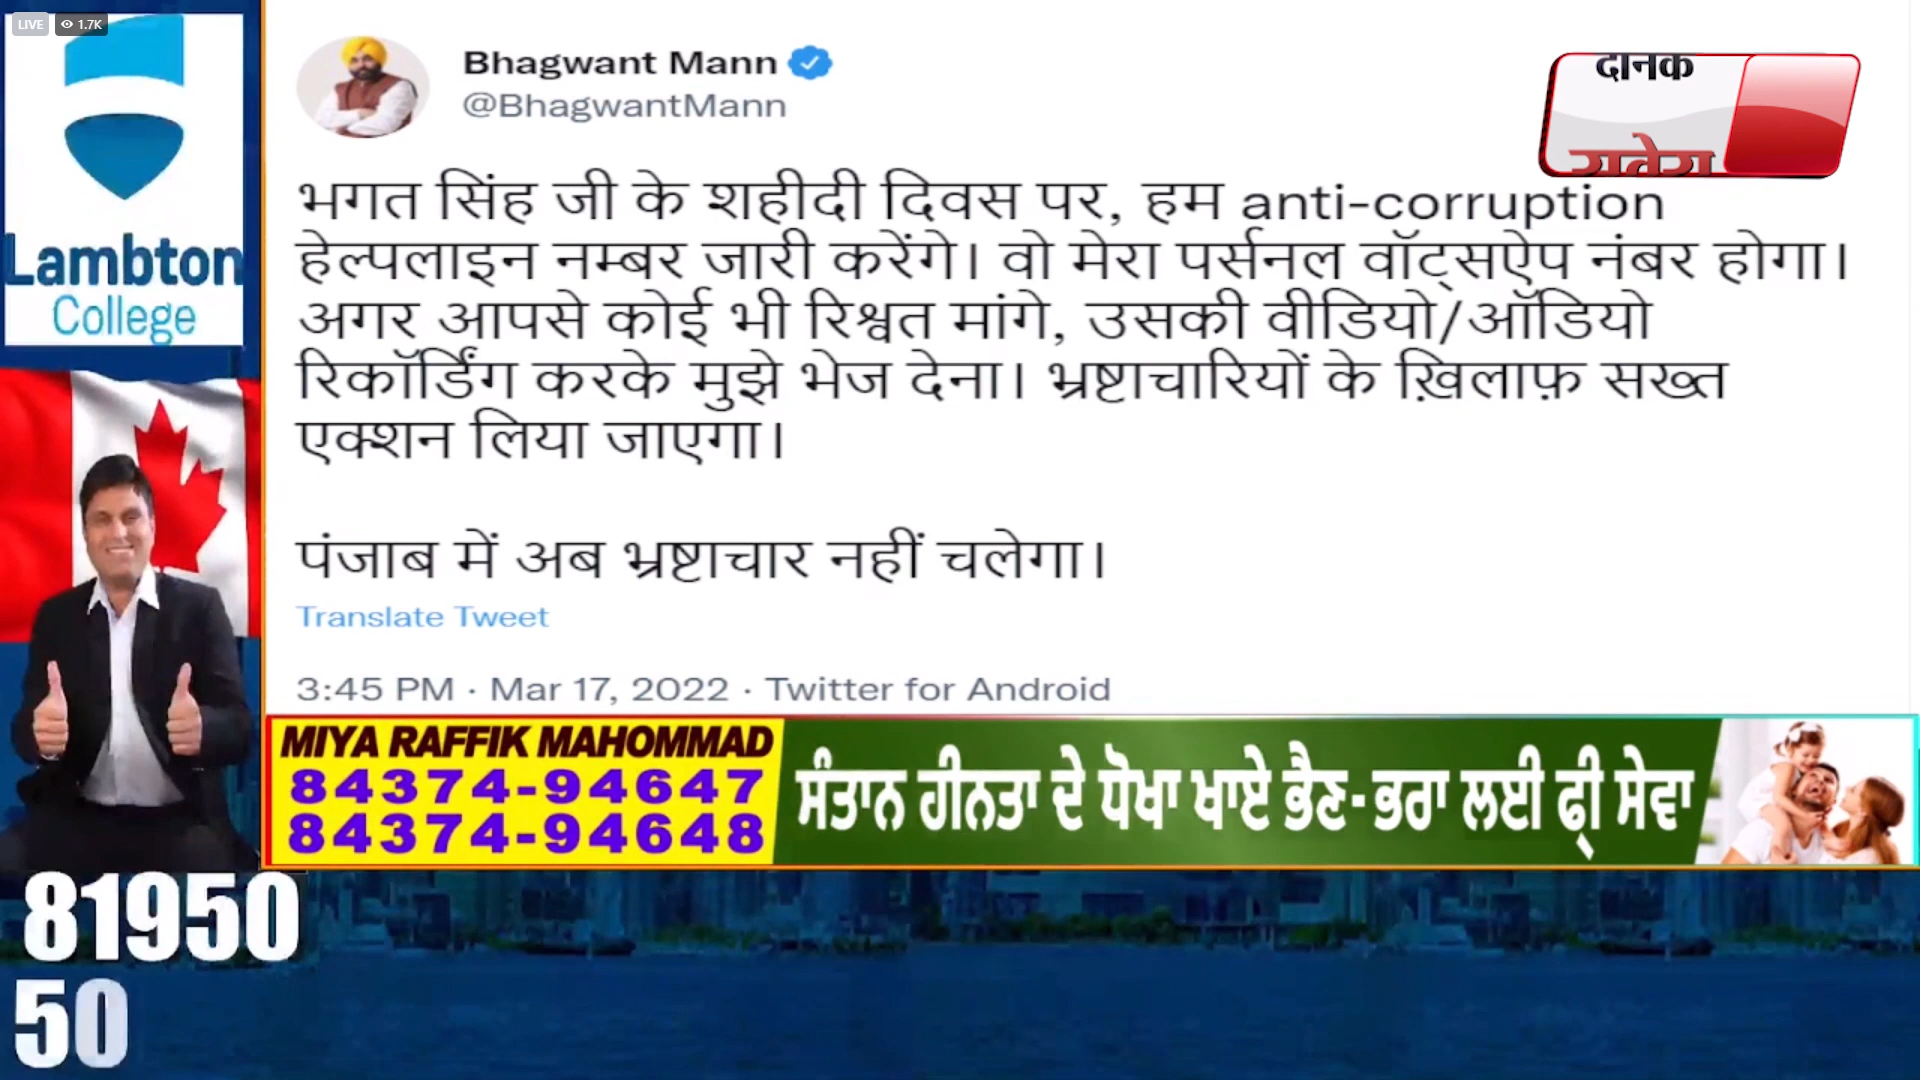 LIVE
1.7K
Lambton
College
Bhagwant Mann
@BhagwantMann
दानक
भगत सिंह जी के शहीदी दिवस पर, हम anti-corruption
हेल्पलाइन नम्बर जारी करेंगे। वो मेरा पर्सनल वॉट्सऐप नंबर होगा।
अगर आपसे कोई भी रिश्वत मांगे, उसकी वीडियो/ऑडियो
रिकॉर्डिंग करके मुझे भेज देना। भ्रष्टाचारियों के ख़िलाफ़ सख्त
एक्शन लिया जाएगा।
पंजाब में अब भ्रष्टाचार नहीं चलेगा।
Translate Tweet
3:45 PM · Mar 17, 2022 · Twitter for Android
MIYA RAFFIK MAHOMMAD
84374-94647
84374-94648
ਸੰਤਾਨ ਹੀਨਤਾ ਦੇ ਧੋਖਾ ਖਾਏ ਭੈਣ-ਭਰਾ ਲਈ ਫ੍ਰੀ ਸੇਵਾ
81950
50